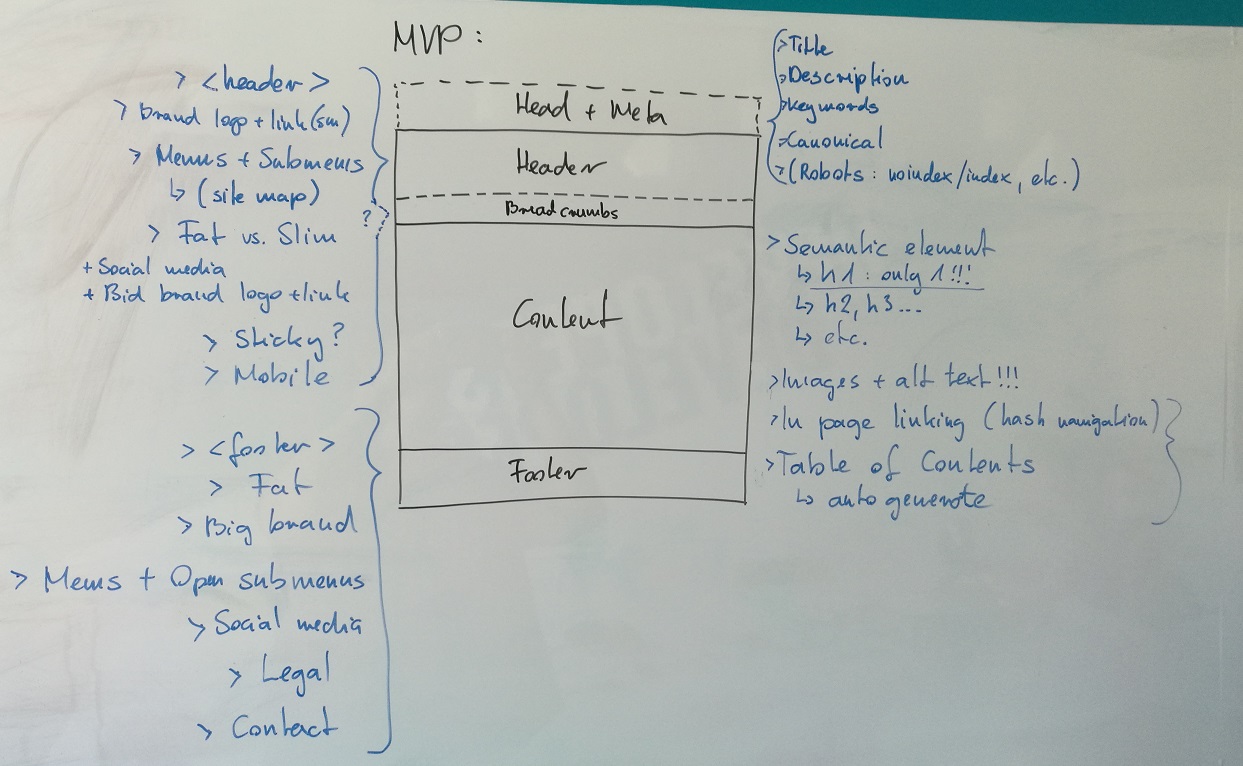 MVP:
> <header>
> Brand logo + link (sm)
> Menus + Submenus
↳ (site map)
?
> Fat vs. Slim
+ Social media
+ Bid brand logo + link
> Sticky?
> Mobile
> <footer>
> Fat
> Big brand
> Menus + Open submenus
> Social media
> Legal
> Contact
Head + Meta
Header
Breadcrumbs
Content
Footer
> Title
> Description
> Keywords
> Canonical
> (Robots: noindex/index, etc.)
> Semantic element
↳ h1: only 1!!!
↳ h2, h3...
↳ etc.
> Images + alt text!!!
> In page linking (hash navigation)
> Table of Contents
↳ auto generate